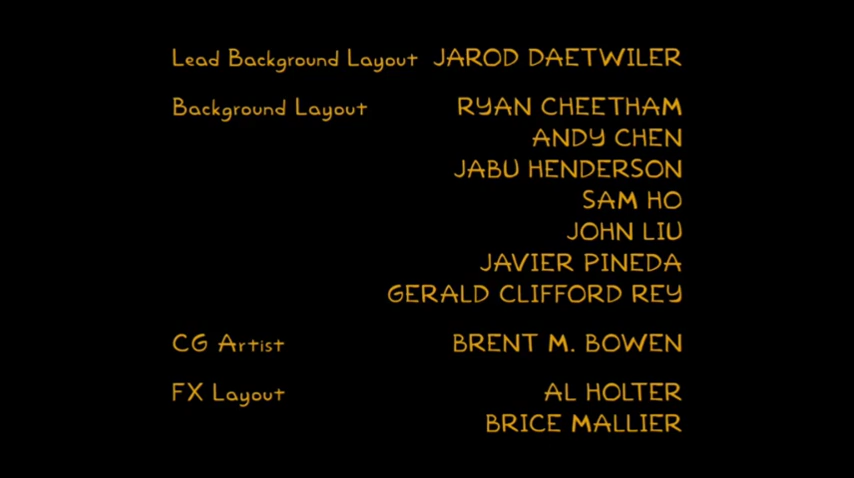 Lead Background Layout JAROD DAETWILER
Background Layout RYAN CHEETHAM
ANDY CHEN
JABU HENDERSON
SAM HO
JOHN LIU
JAVIER PINEDA
GERALD CLIFFORD REY
CG Artist BRENT M. BOWEN
FX Layout AL HOLTER
BRICE MALLIER